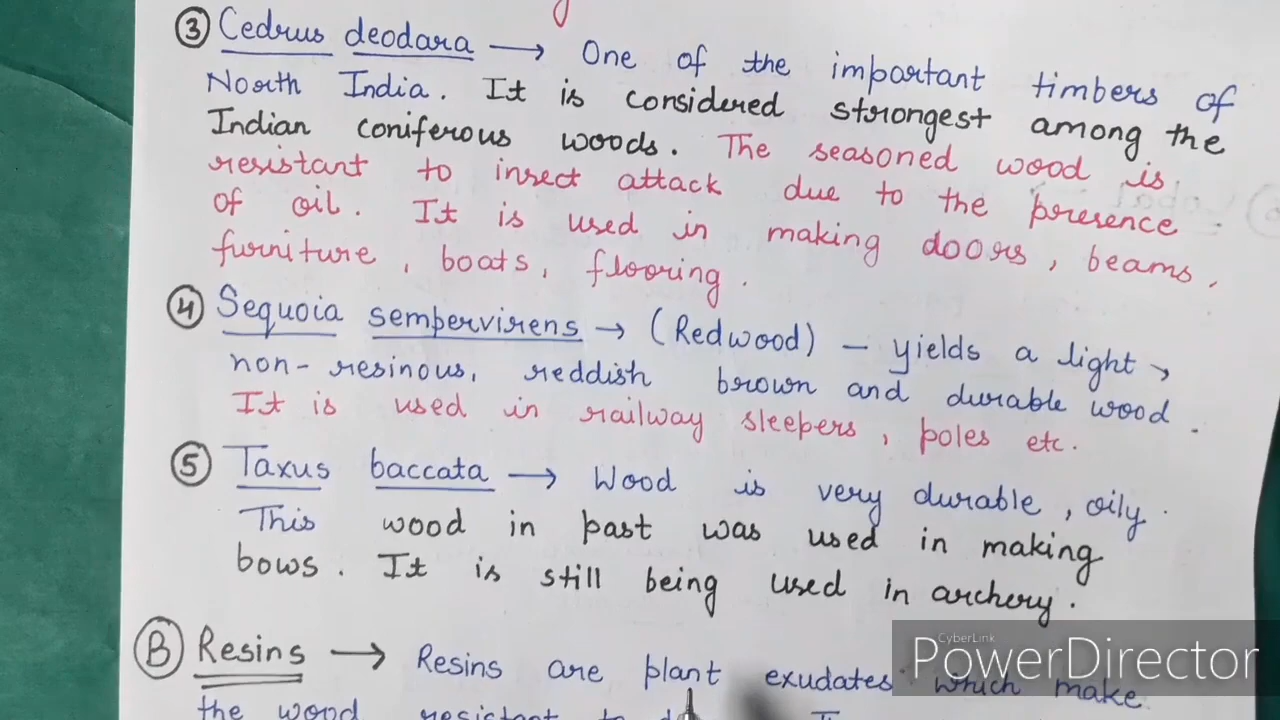 ③ Cedrus deodara → One of the important timbers of
North India. It is considered strongest among the
Indian coniferous woods. The seasoned wood is
resistant to insect attack due to the presence
of oil. It is used in making doors, beams,
furniture, boats, flooring.
④ Sequoia sempervirens → (Redwood) – yields a light,
non-resinous, reddish brown and durable wood.
It is used in railway sleepers, poles etc.
⑤ Taxus baccata → Wood is very durable, oily.
This wood in past was used in making
bows. It is still being used in archery.
Ⓑ Resins → Resins are plant exudates which make
the wood resistant to
CyberLink
PowerDirector